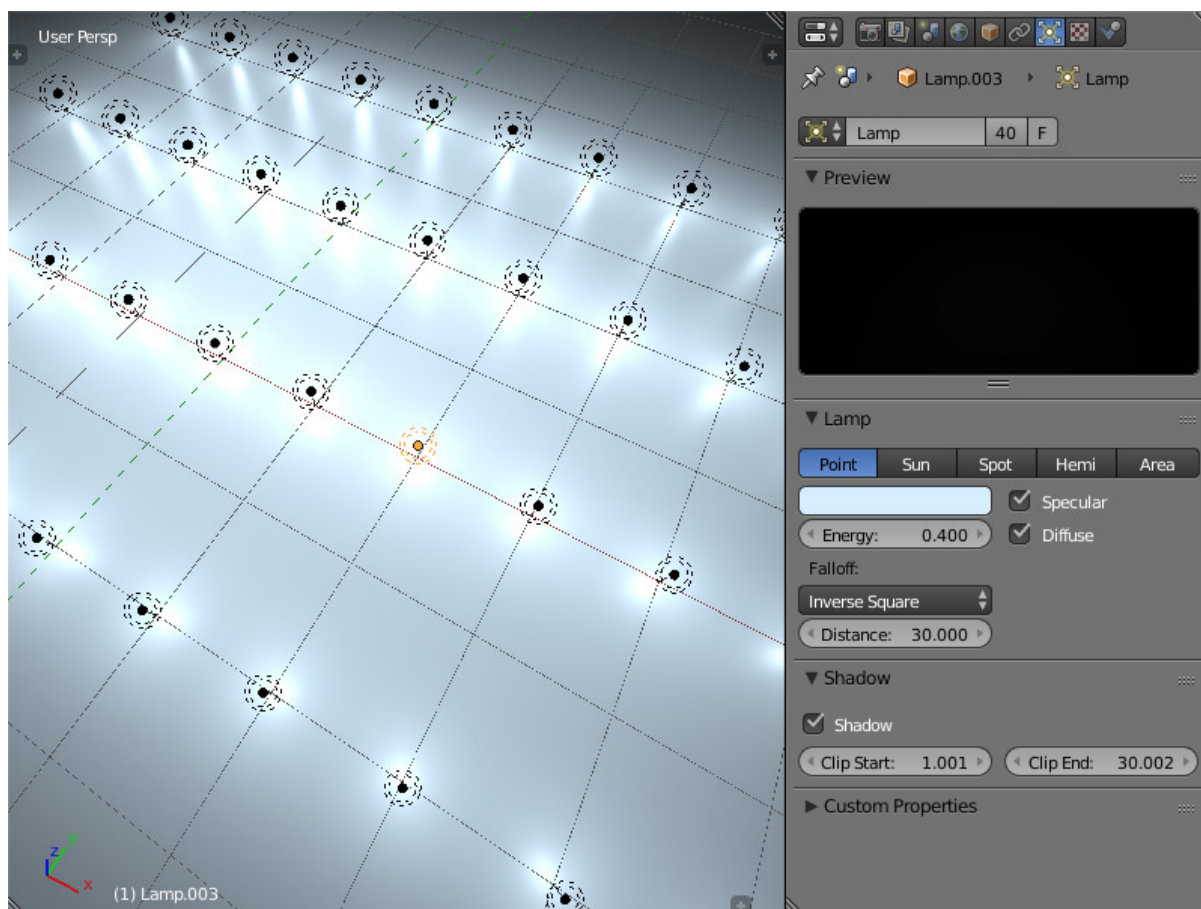 User Persp
Lamp.003 Lamp
Lamp 40 F
Preview
Lamp
Point Sun Spot Hemi Area
Specular
Energy: 0.400 Diffuse
Falloff:
Inverse Square
Distance: 30.000
Shadow
Shadow
Clip Start: 1.001 Clip End: 30.002
Custom Properties
z y x
(1) Lamp.003